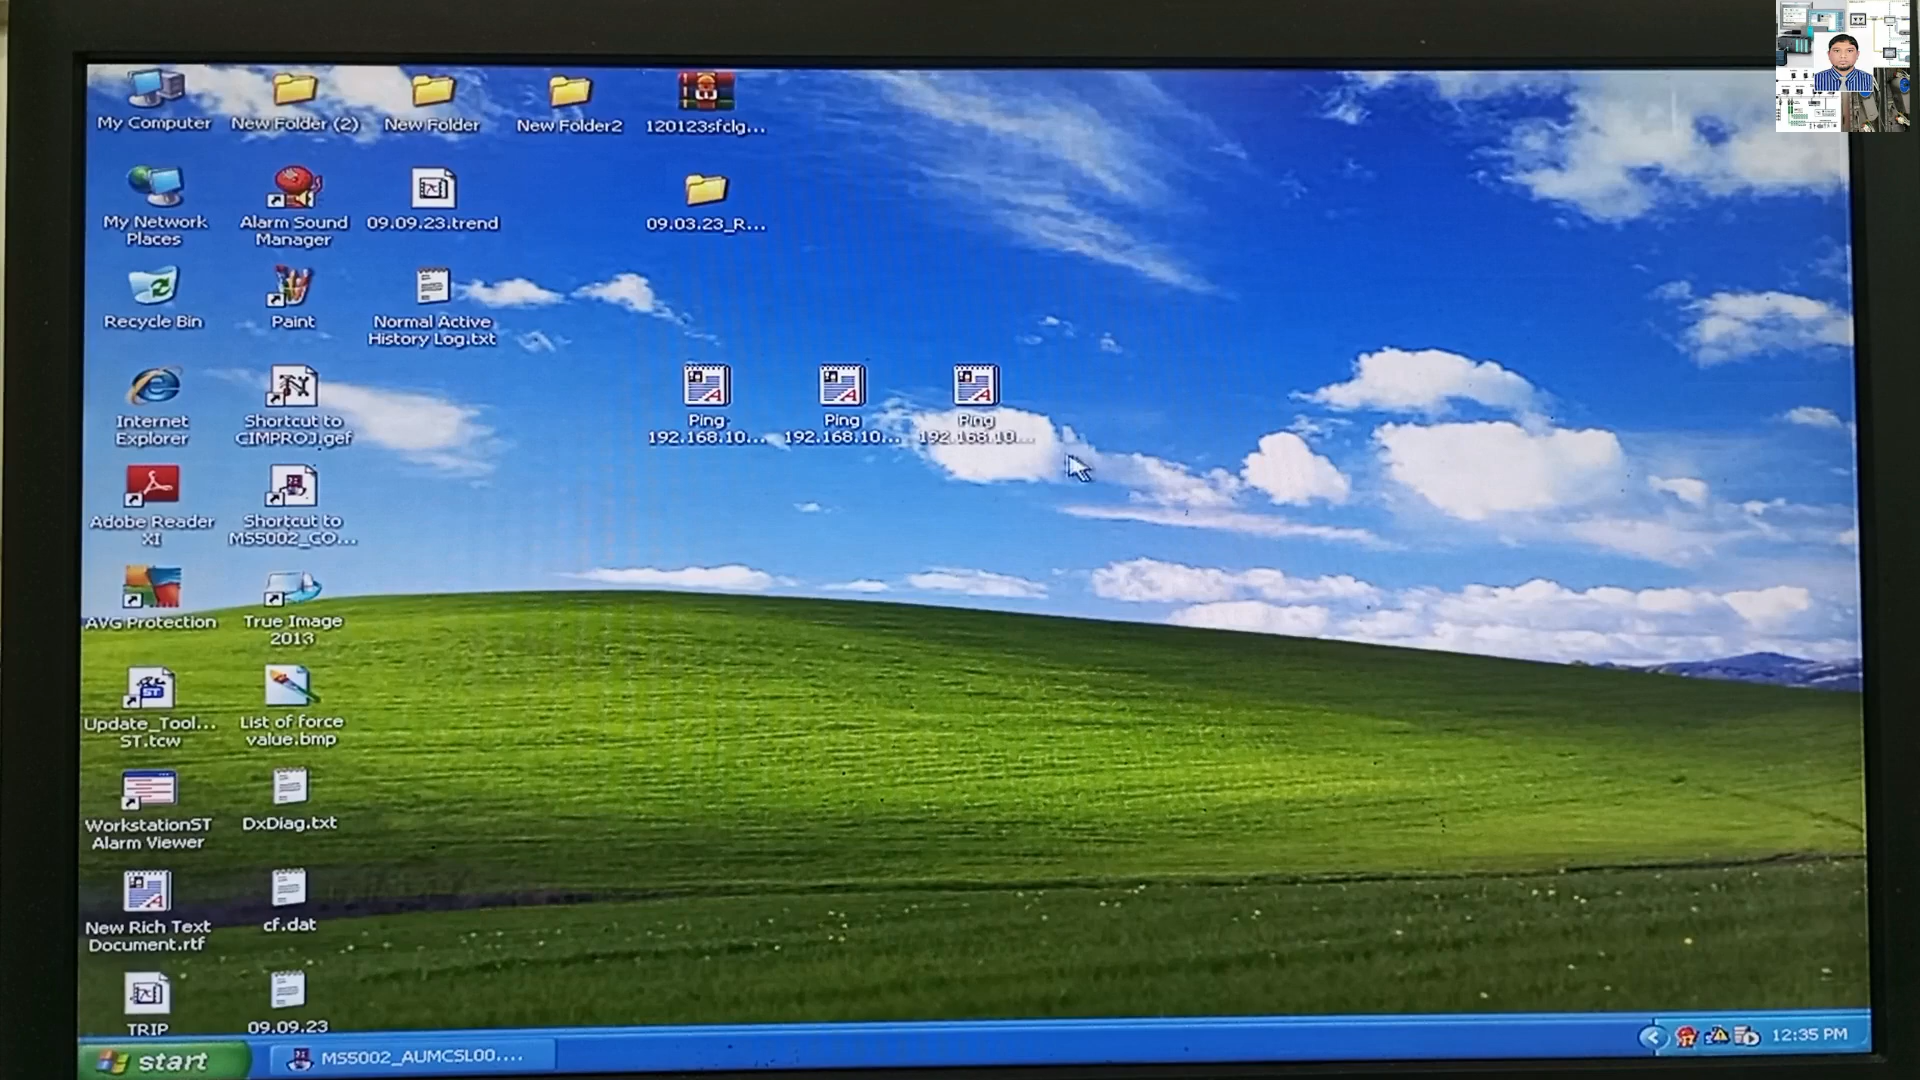 My Computer
New Folder (2)
New Folder
New Folder2
120123sfclg...
My Network
Places
Alarm Sound
Manager
09.09.23.trend
09.03.23_R...
Recycle Bin
Paint
Normal Active
History Log.txt
Internet
Explorer
Shortcut to
CIMPROJ.gef
Ping
192.168.10...
Ping
192.168.10...
Ping
192.168.10...
Adobe Reader
XI
Shortcut to
MS5002_CO...
AVG Protection
True Image
2013
Update_Tool...
ST.tcw
List of force
value.bmp
WorkstationST
Alarm Viewer
DxDiag.txt
New Rich Text
Document.rtf
cf.dat
TRIP
09.09.23
start
MS5002_AUMCSL00....
12:35 PM